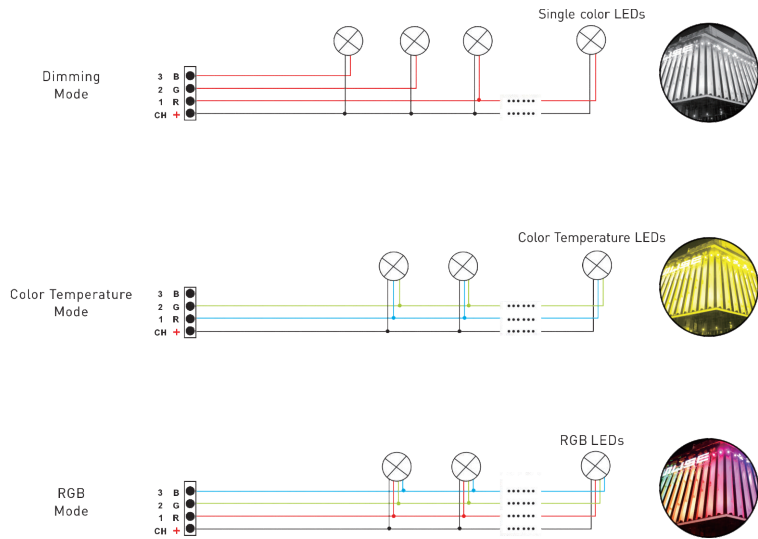 Single color LEDs
Dimming
Mode
3 B
2 G
1 R
CH +
Color Temperature LEDs
Color Temperature
Mode
3 B
2 G
1 R
CH +
RGB LEDs
RGB
Mode
3 B
2 G
1 R
CH +